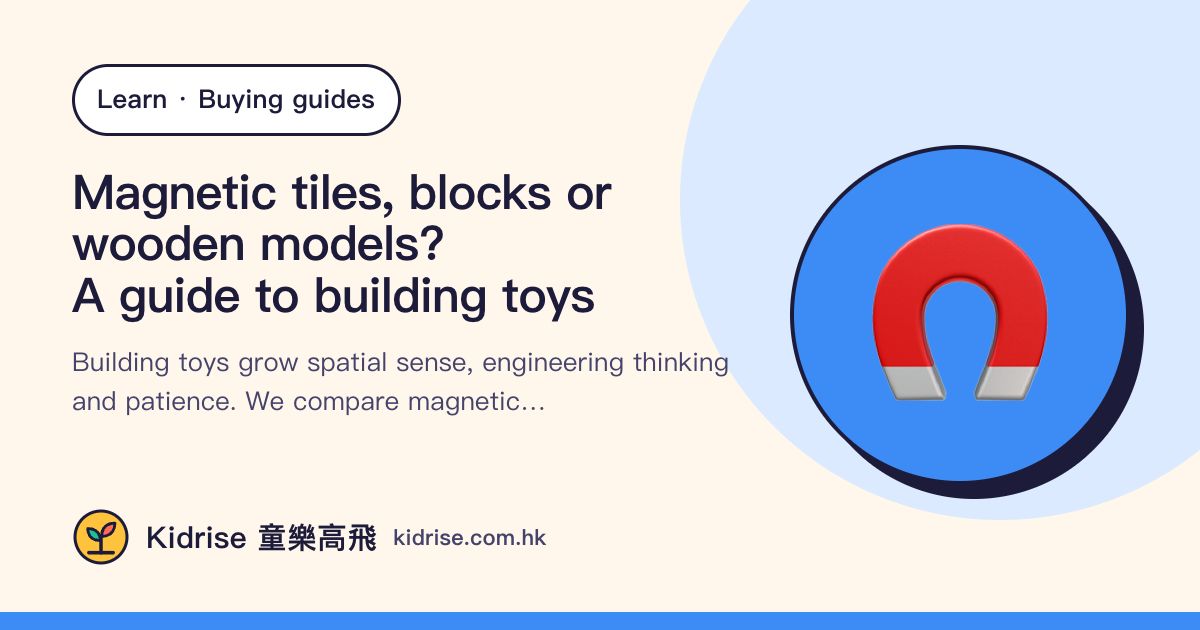 Learn · Buying guides
Magnetic tiles, blocks or
wooden models?
A guide to building toys
Building toys grow spatial sense, engineering thinking
and patience. We compare magnetic…
Kidrise 童樂高飛 kidrise.com.hk